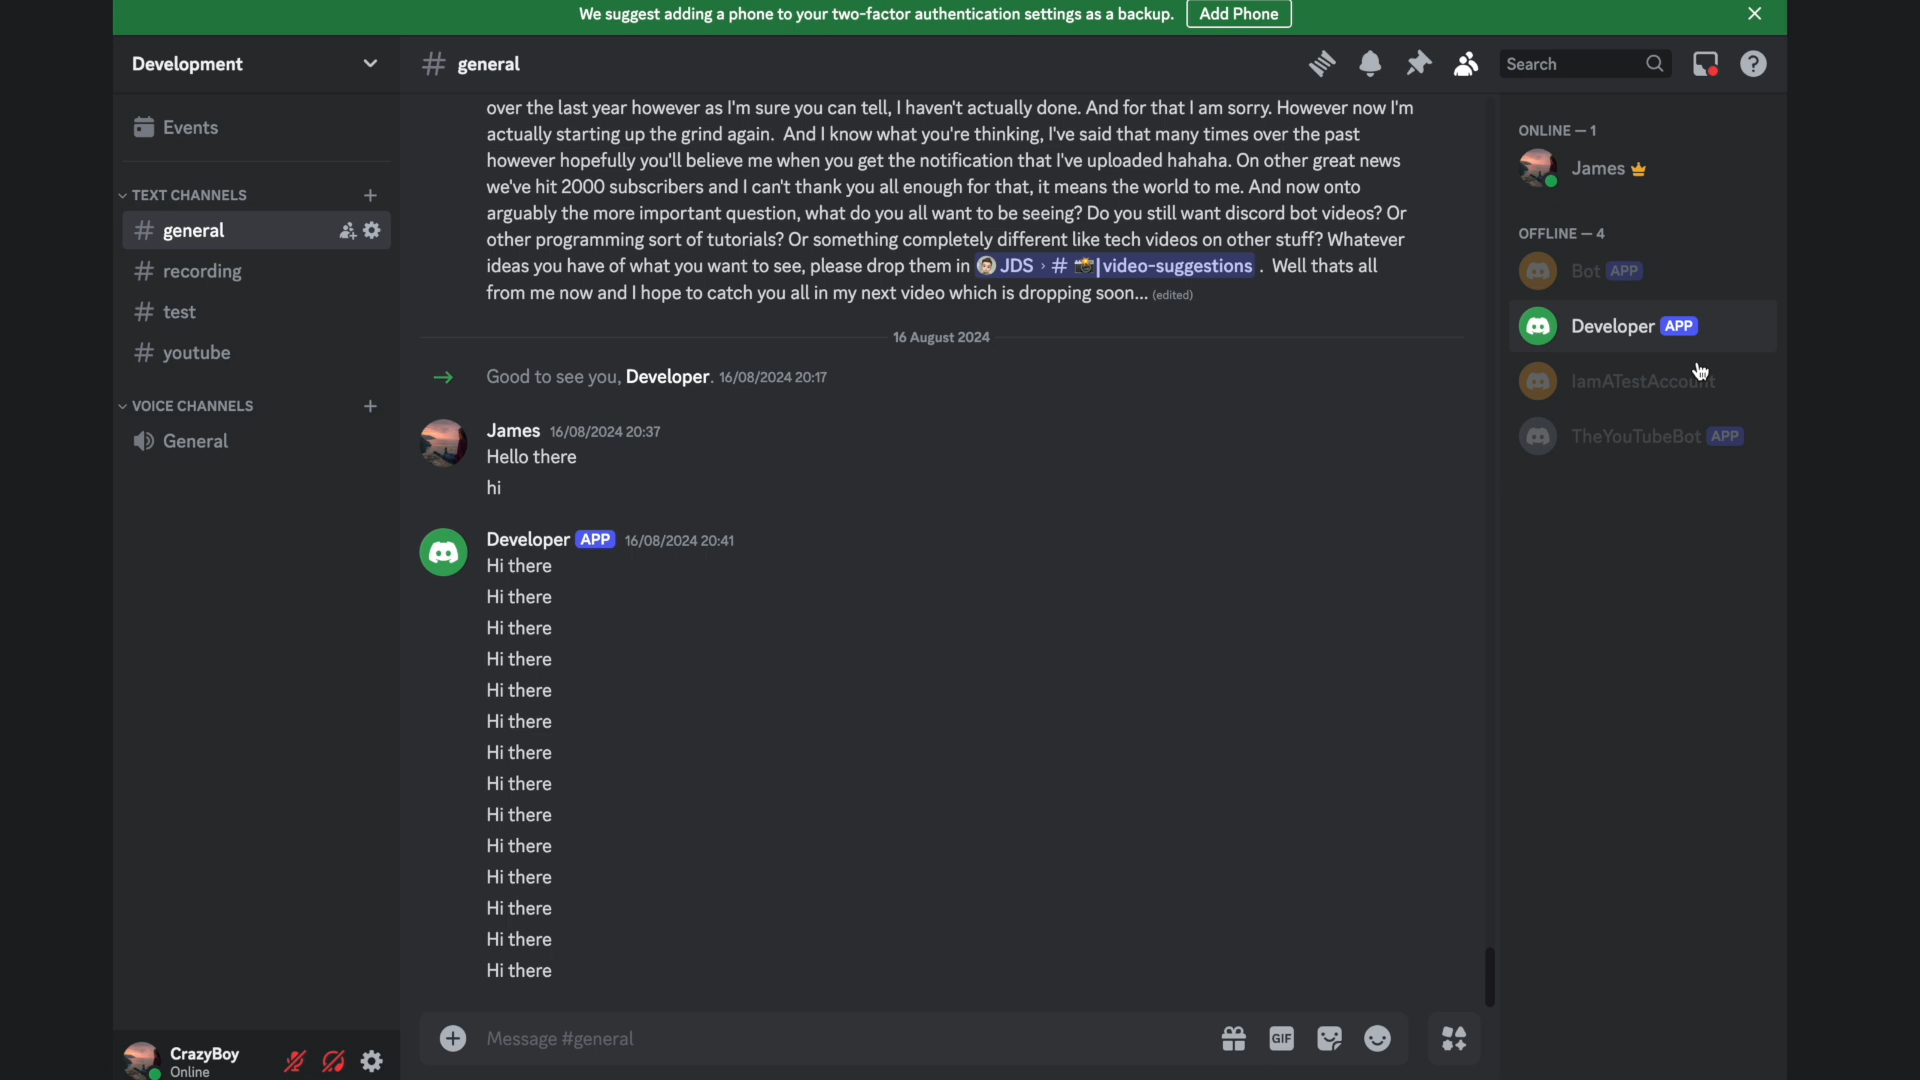 We suggest adding a phone to your two-factor authentication settings as a backup. Add Phone
Development
general
Search
Events
TEXT CHANNELS
general
recording
test
youtube
VOICE CHANNELS
General
over the last year however as I'm sure you can tell, I haven't actually done. And for that I am sorry. However now I'm
actually starting up the grind again. And I know what you're thinking, I've said that many times over the past
however hopefully you'll believe me when you get the notification that I've uploaded hahaha. On other great news
we've hit 2000 subscribers and I can't thank you all enough for that, it means the world to me. And now onto
arguably the more important question, what do you all want to be seeing? Do you still want discord bot videos? Or
other programming sort of tutorials? Or something completely different like tech videos on other stuff? Whatever
ideas you have of what you want to see, please drop them in JDS › # 📸|video-suggestions . Well thats all
from me now and I hope to catch you all in my next video which is dropping soon... (edited)
16 August 2024
Good to see you, Developer. 16/08/2024 20:17
James 16/08/2024 20:37
Hello there
hi
Developer APP 16/08/2024 20:41
Hi there
Hi there
Hi there
Hi there
Hi there
Hi there
Hi there
Hi there
Hi there
Hi there
Hi there
Hi there
Hi there
Hi there
Message #general
GIF
ONLINE — 1
James
OFFLINE — 4
Bot APP
Developer APP
IamATestAccount
TheYouTubeBot APP
CrazyBoy
Online